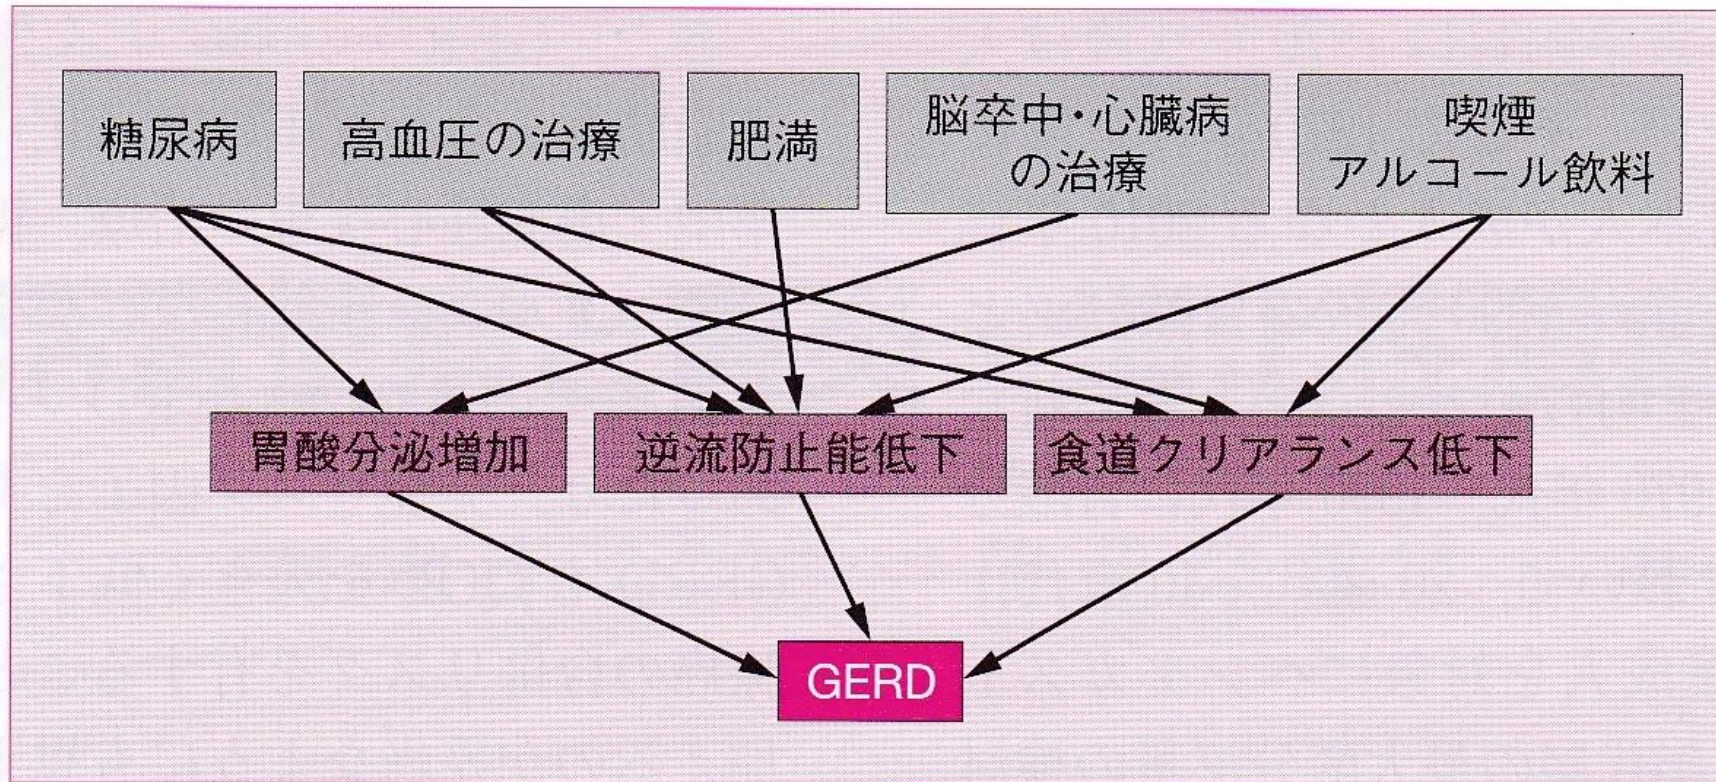 糖尿病
高血圧の治療
肥満
脳卒中・心臓病
の治療
喫煙
アルコール飲料
胃酸分泌増加
逆流防止能低下
食道クリアランス低下
GERD